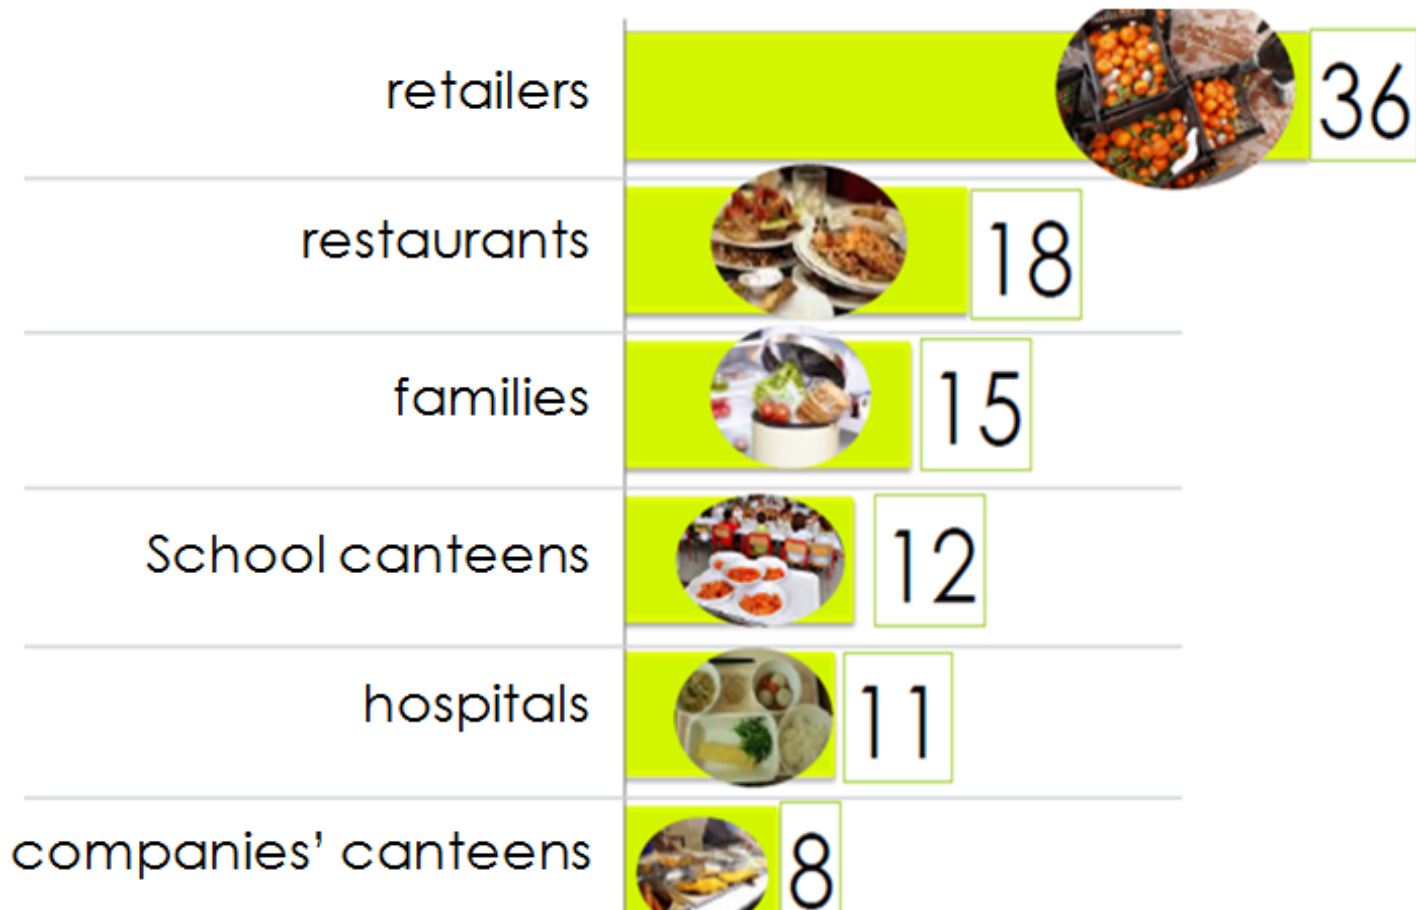 retailers 36
restaurants 18
families 15
School canteens 12
hospitals 11
companies’ canteens 8